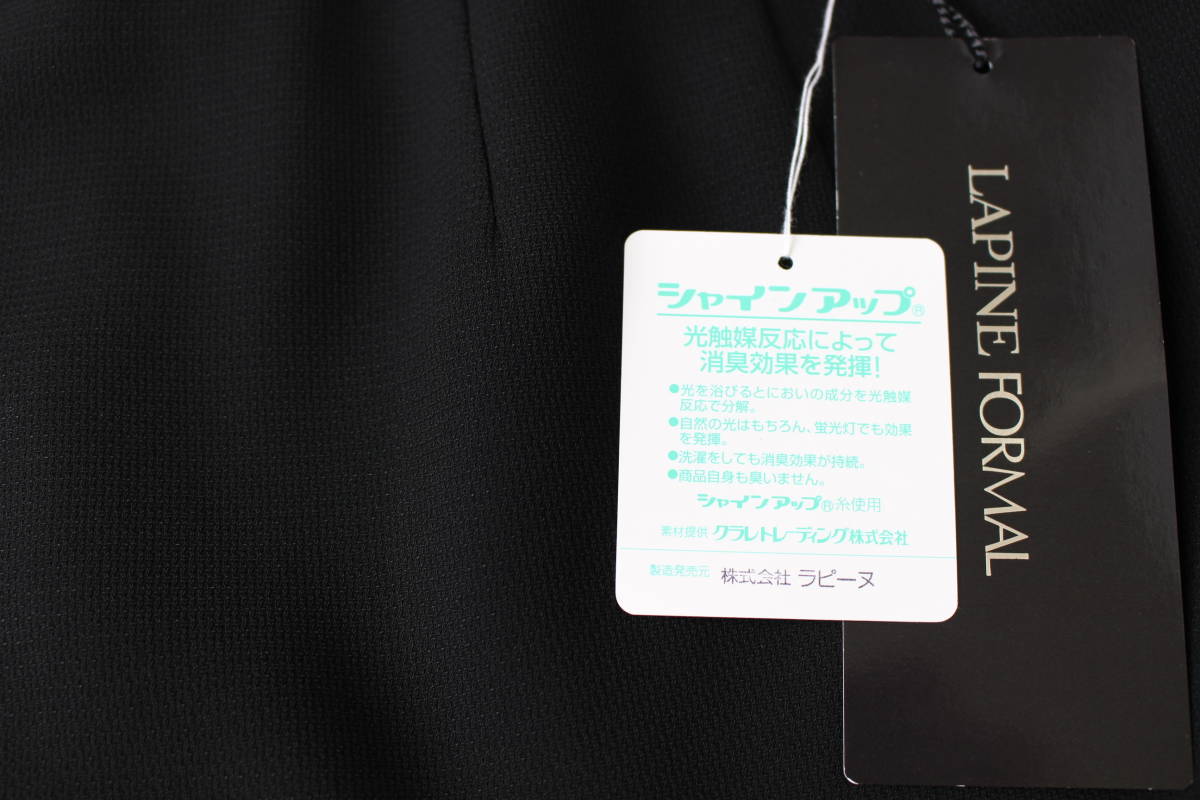 シャインアップ®
光触媒反応によって
消臭効果を発揮!
●光を浴びるとにおいの成分を光触媒
反応で分解。
●自然の光はもちろん、蛍光灯でも効果
を発揮。
●洗濯をしても消臭効果が持続。
●商品自身も臭いません。
シャインアップ®糸使用
素材提供 クラレトレーディング株式会社
製造発売元 株式会社 ラピーヌ
LAPINE FORMAL